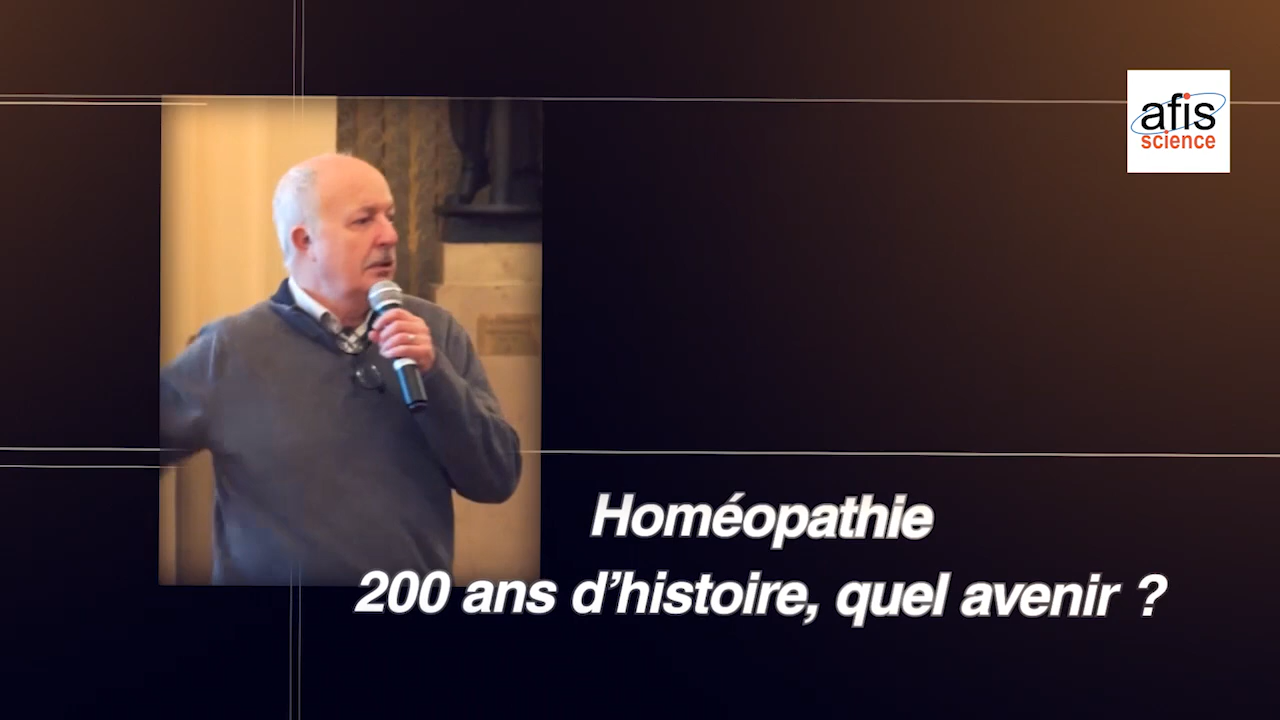 afis
science
Homéopathie
200 ans d’histoire, quel avenir ?